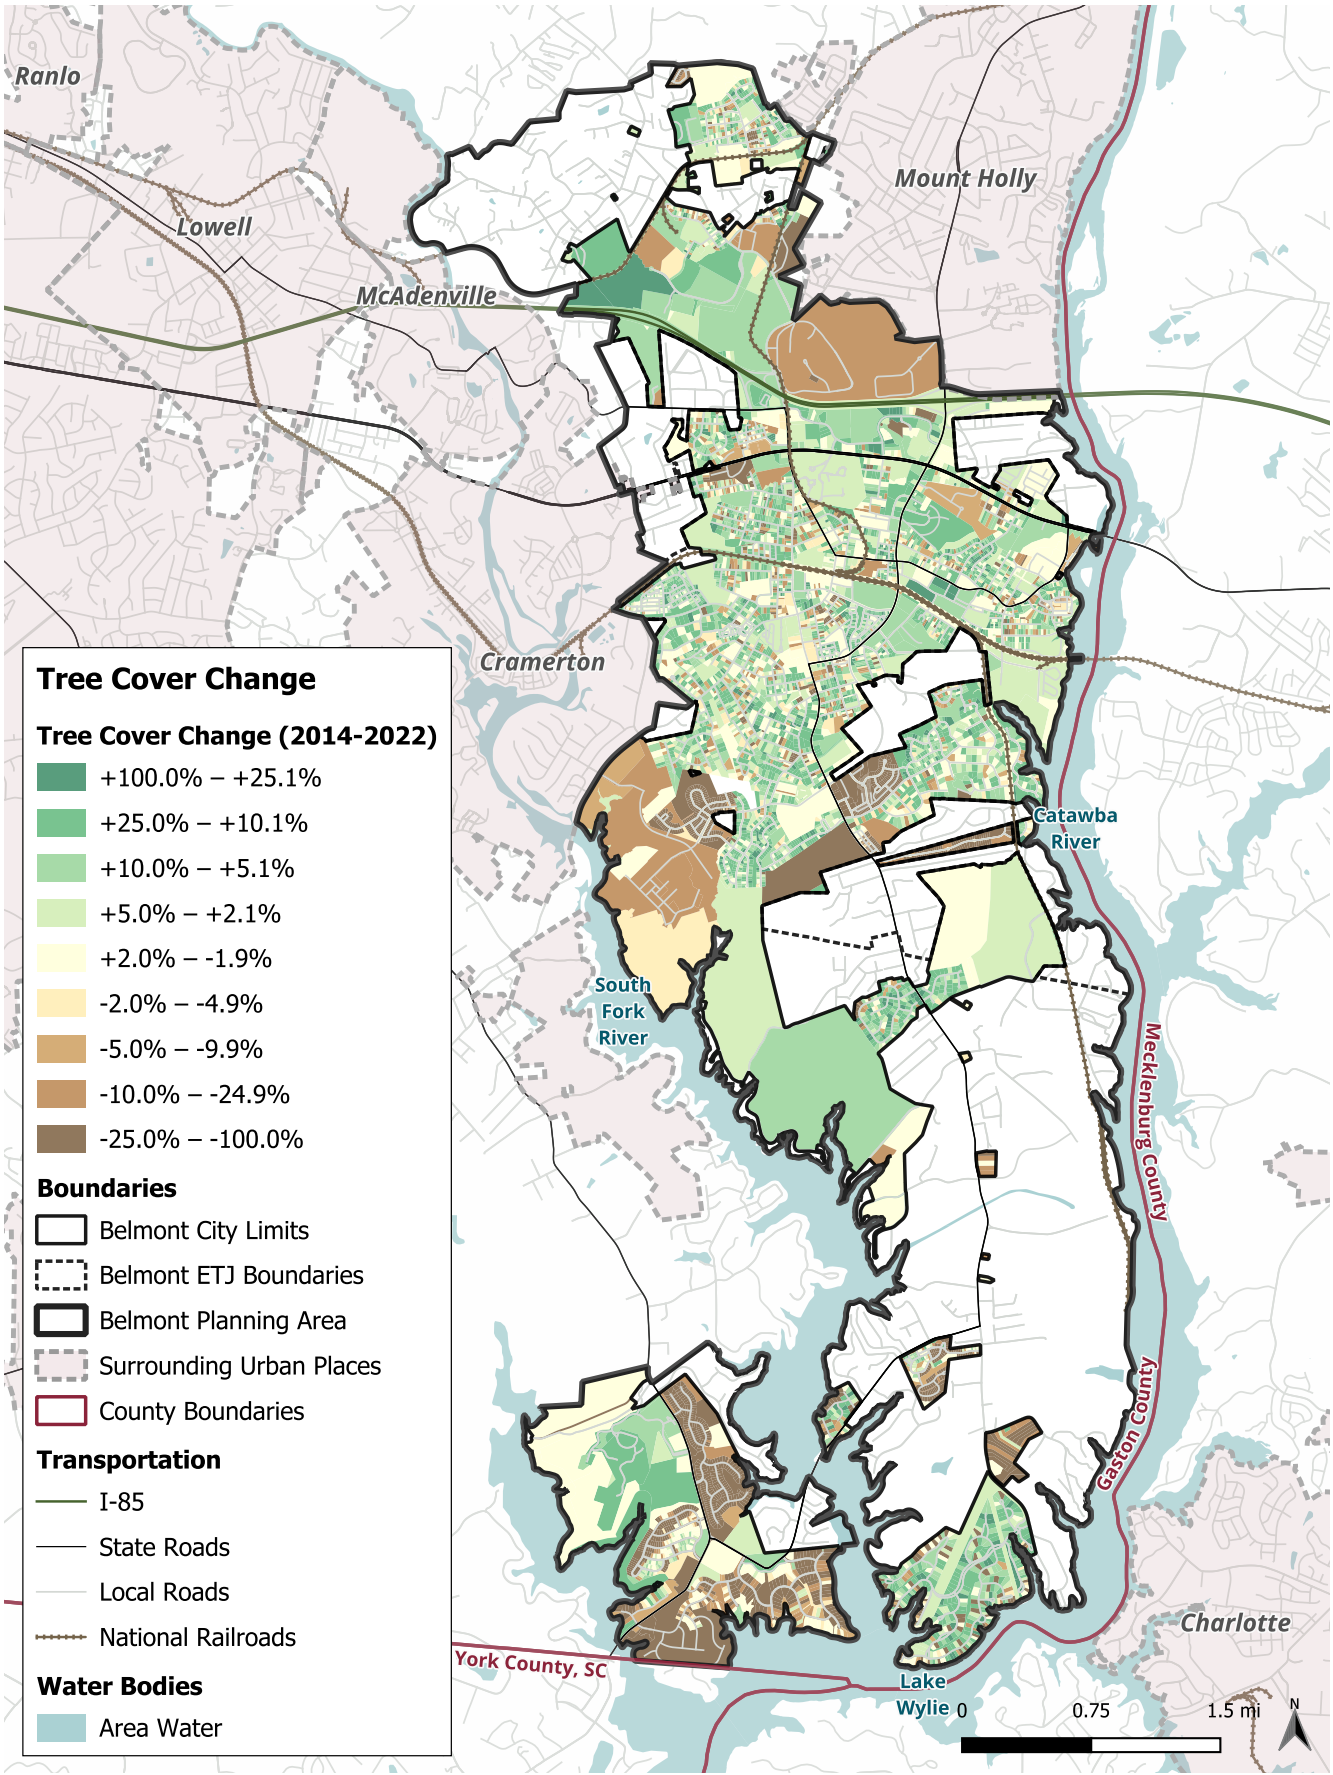 Ranlo
Mount Holly
Lowell
McAdenville
Cramerton
Catawba
River
South
Fork
River
Mecklenburg County
Gaston County
Charlotte
York County, SC
Lake
Wylie
0 0.75 1.5 mi
N
Tree Cover Change
Tree Cover Change (2014-2022)
+100.0% – +25.1%
+25.0% – +10.1%
+10.0% – +5.1%
+5.0% – +2.1%
+2.0% – -1.9%
-2.0% – -4.9%
-5.0% – -9.9%
-10.0% – -24.9%
-25.0% – -100.0%
Boundaries
Belmont City Limits
Belmont ETJ Boundaries
Belmont Planning Area
Surrounding Urban Places
County Boundaries
Transportation
I-85
State Roads
Local Roads
National Railroads
Water Bodies
Area Water